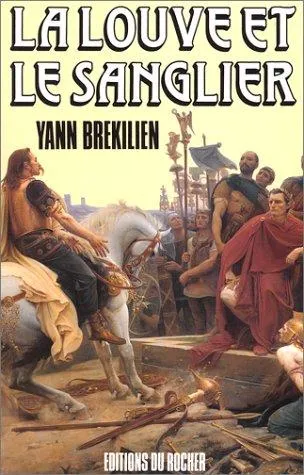 LA LOUVE ET
LE SANGLIER
YANN BREKILIEN
EDITIONS DU ROCHER